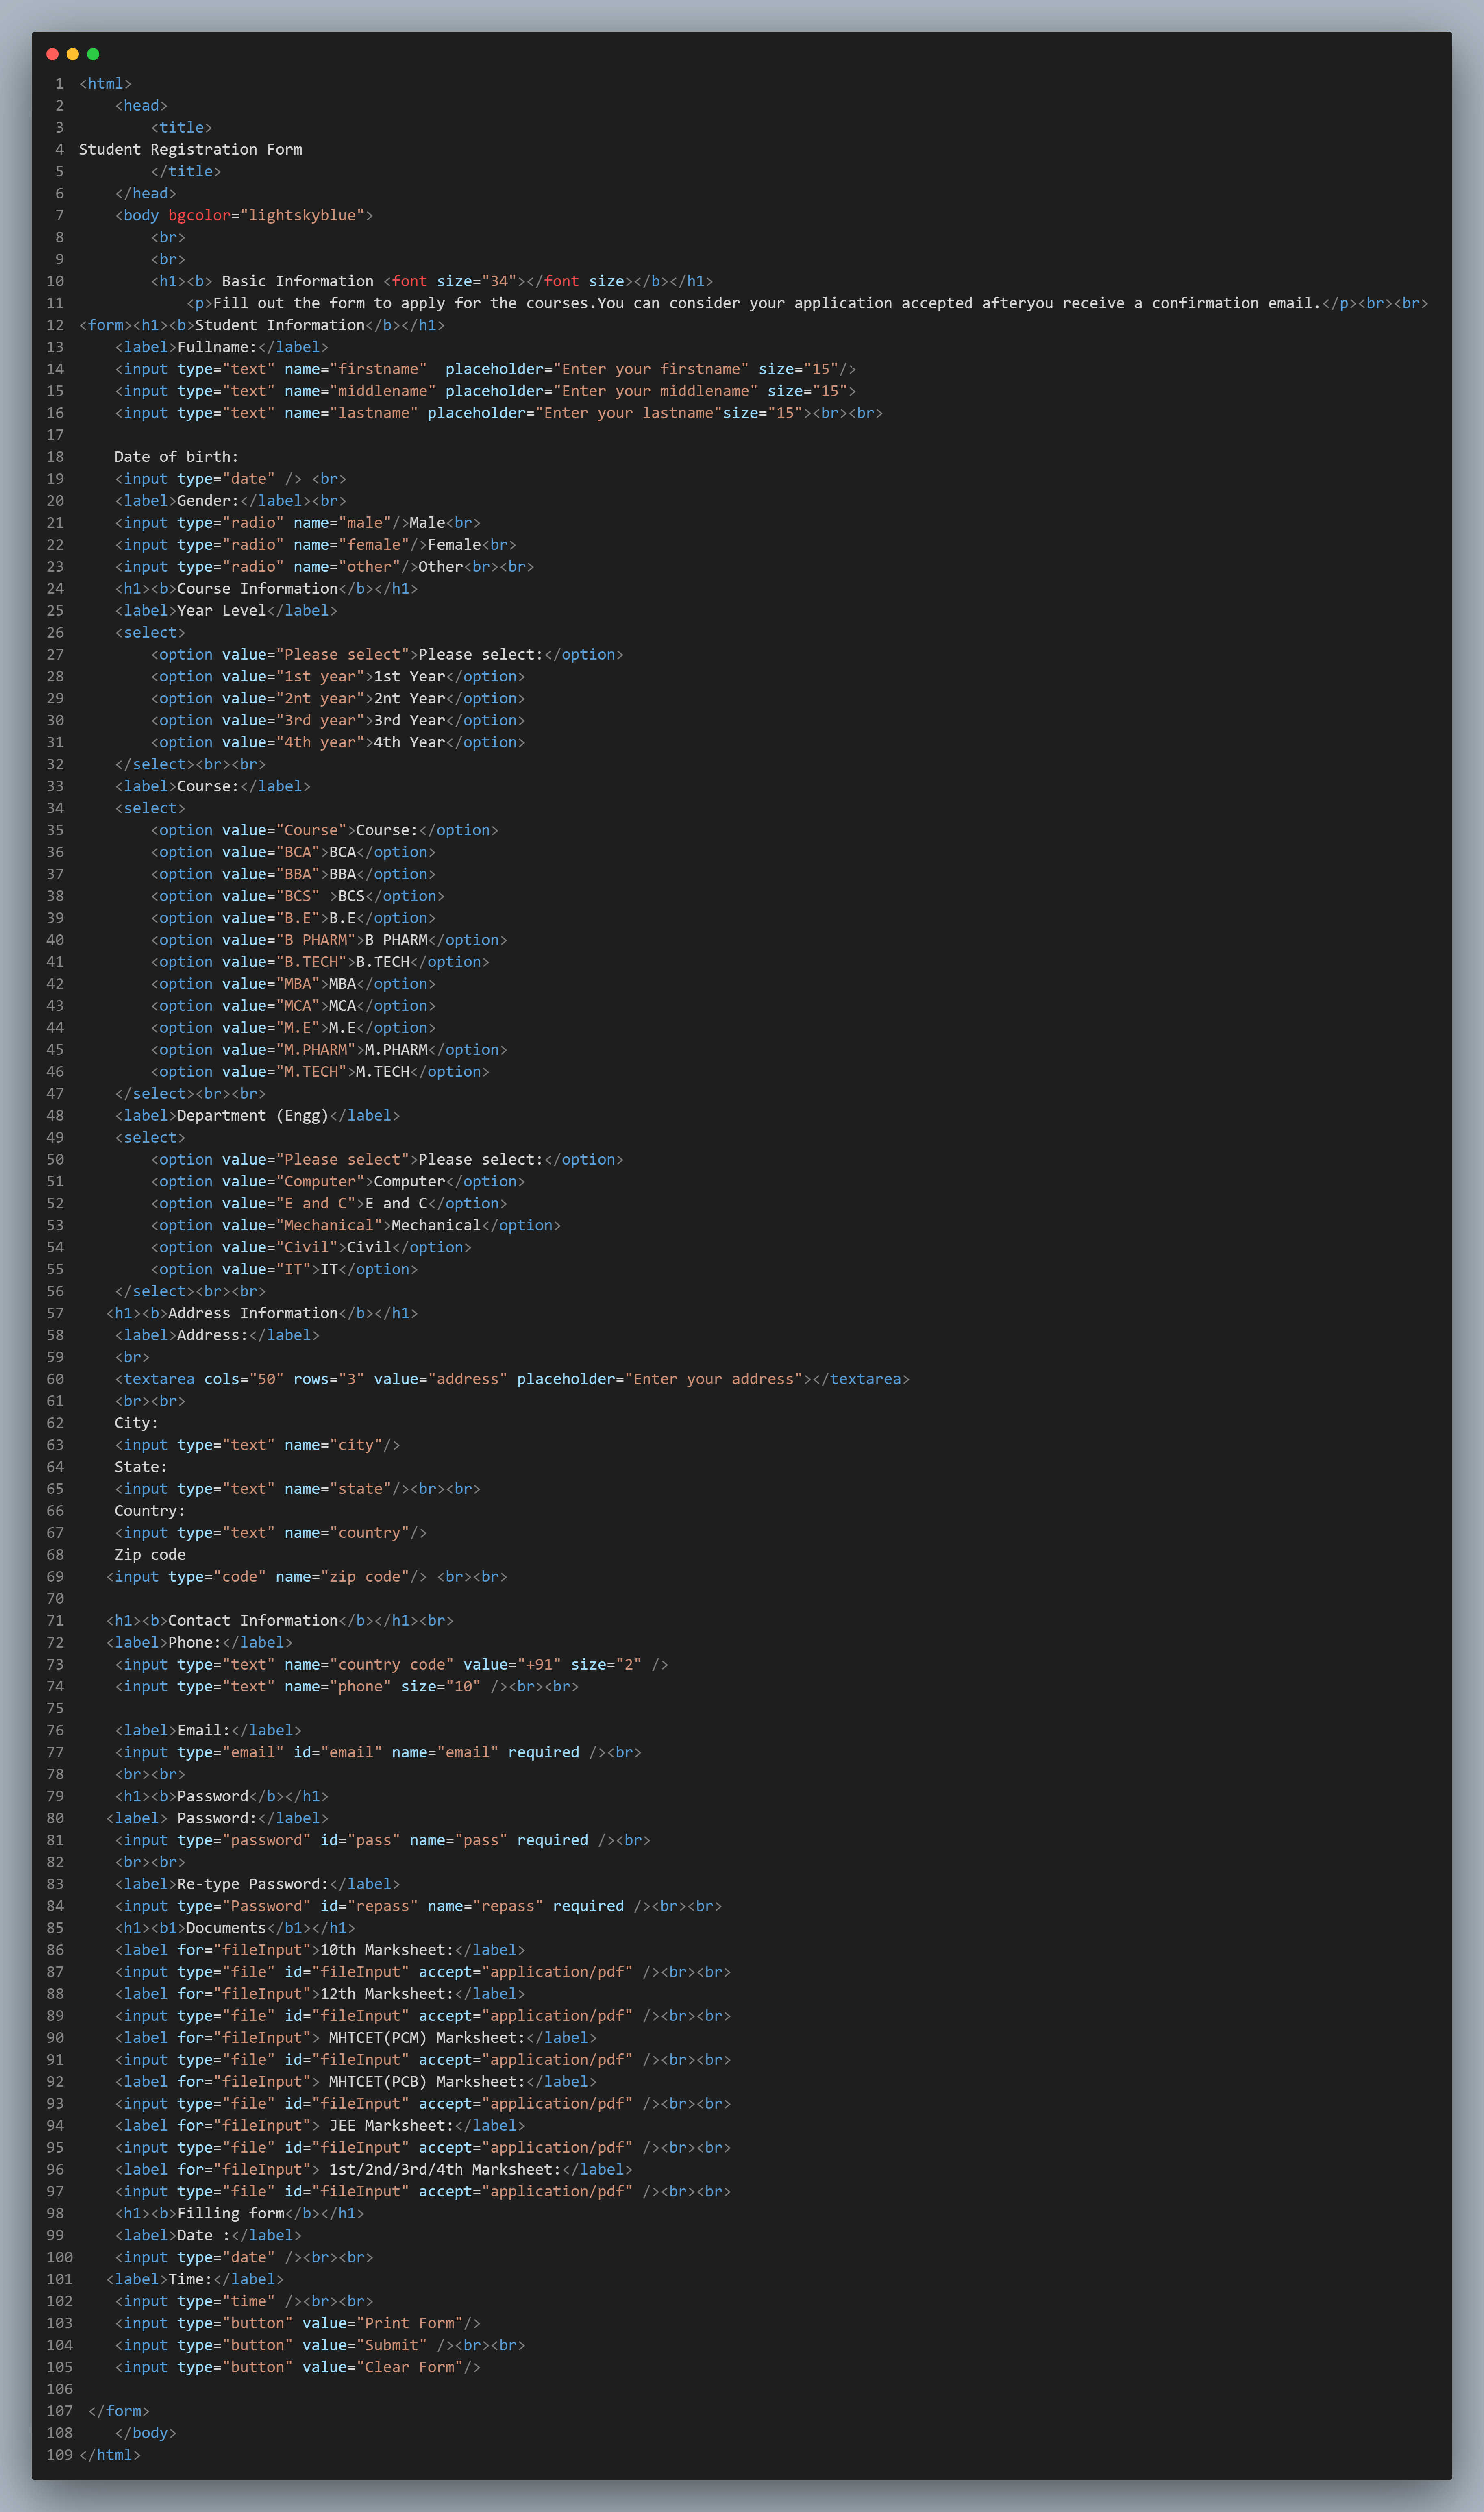 1 <html>
2     <head>
3         <title>
4 Student Registration Form
5         </title>
6     </head>
7     <body bgcolor="lightskyblue">
8         <br>
9         <br>
10         <h1><b> Basic Information <font size="34"></font size></b></h1>
11             <p>Fill out the form to apply for the courses.You can consider your application accepted afteryou receive a confirmation email.</p><br><br>
12 <form><h1><b>Student Information</b></h1>
13     <label>Fullname:</label>
14     <input type="text" name="firstname"  placeholder="Enter your firstname" size="15"/>
15     <input type="text" name="middlename" placeholder="Enter your middlename" size="15">
16     <input type="text" name="lastname" placeholder="Enter your lastname"size="15"><br><br>
17
18     Date of birth:
19     <input type="date" /> <br>
20     <label>Gender:</label><br>
21     <input type="radio" name="male"/>Male<br>
22     <input type="radio" name="female"/>Female<br>
23     <input type="radio" name="other"/>Other<br><br>
24     <h1><b>Course Information</b></h1>
25     <label>Year Level</label>
26     <select>
27         <option value="Please select">Please select:</option>
28         <option value="1st year">1st Year</option>
29         <option value="2nt year">2nt Year</option>
30         <option value="3rd year">3rd Year</option>
31         <option value="4th year">4th Year</option>
32     </select><br><br>
33     <label>Course:</label>
34     <select>
35         <option value="Course">Course:</option>
36         <option value="BCA">BCA</option>
37         <option value="BBA">BBA</option>
38         <option value="BCS" >BCS</option>
39         <option value="B.E">B.E</option>
40         <option value="B PHARM">B PHARM</option>
41         <option value="B.TECH">B.TECH</option>
42         <option value="MBA">MBA</option>
43         <option value="MCA">MCA</option>
44         <option value="M.E">M.E</option>
45         <option value="M.PHARM">M.PHARM</option>
46         <option value="M.TECH">M.TECH</option>
47     </select><br><br>
48     <label>Department (Engg)</label>
49     <select>
50         <option value="Please select">Please select:</option>
51         <option value="Computer">Computer</option>
52         <option value="E and C">E and C</option>
53         <option value="Mechanical">Mechanical</option>
54         <option value="Civil">Civil</option>
55         <option value="IT">IT</option>
56     </select><br><br>
57    <h1><b>Address Information</b></h1>
58     <label>Address:</label>
59     <br>
60     <textarea cols="50" rows="3" value="address" placeholder="Enter your address"></textarea>
61     <br><br>
62     City:
63     <input type="text" name="city"/>
64     State:
65     <input type="text" name="state"/><br><br>
66     Country:
67     <input type="text" name="country"/>
68     Zip code
69    <input type="code" name="zip code"/> <br><br>
70
71    <h1><b>Contact Information</b></h1><br>
72    <label>Phone:</label>
73     <input type="text" name="country code" value="+91" size="2" />
74     <input type="text" name="phone" size="10" /><br><br>
75
76     <label>Email:</label>
77     <input type="email" id="email" name="email" required /><br>
78     <br><br>
79     <h1><b>Password</b></h1>
80    <label> Password:</label>
81     <input type="password" id="pass" name="pass" required /><br>
82     <br><br>
83     <label>Re-type Password:</label>
84     <input type="Password" id="repass" name="repass" required /><br><br>
85     <h1><b1>Documents</b1></h1>
86     <label for="fileInput">10th Marksheet:</label>
87     <input type="file" id="fileInput" accept="application/pdf" /><br><br>
88     <label for="fileInput">12th Marksheet:</label>
89     <input type="file" id="fileInput" accept="application/pdf" /><br><br>
90     <label for="fileInput"> MHTCET(PCM) Marksheet:</label>
91     <input type="file" id="fileInput" accept="application/pdf" /><br><br>
92     <label for="fileInput"> MHTCET(PCB) Marksheet:</label>
93     <input type="file" id="fileInput" accept="application/pdf" /><br><br>
94     <label for="fileInput"> JEE Marksheet:</label>
95     <input type="file" id="fileInput" accept="application/pdf" /><br><br>
96     <label for="fileInput"> 1st/2nd/3rd/4th Marksheet:</label>
97     <input type="file" id="fileInput" accept="application/pdf" /><br><br>
98     <h1><b>Filling form</b></h1>
99     <label>Date :</label>
100     <input type="date" /><br><br>
101    <label>Time:</label>
102     <input type="time" /><br><br>
103     <input type="button" value="Print Form"/>
104     <input type="button" value="Submit" /><br><br>
105     <input type="button" value="Clear Form"/>
106
107  </form>
108     </body>
109 </html>